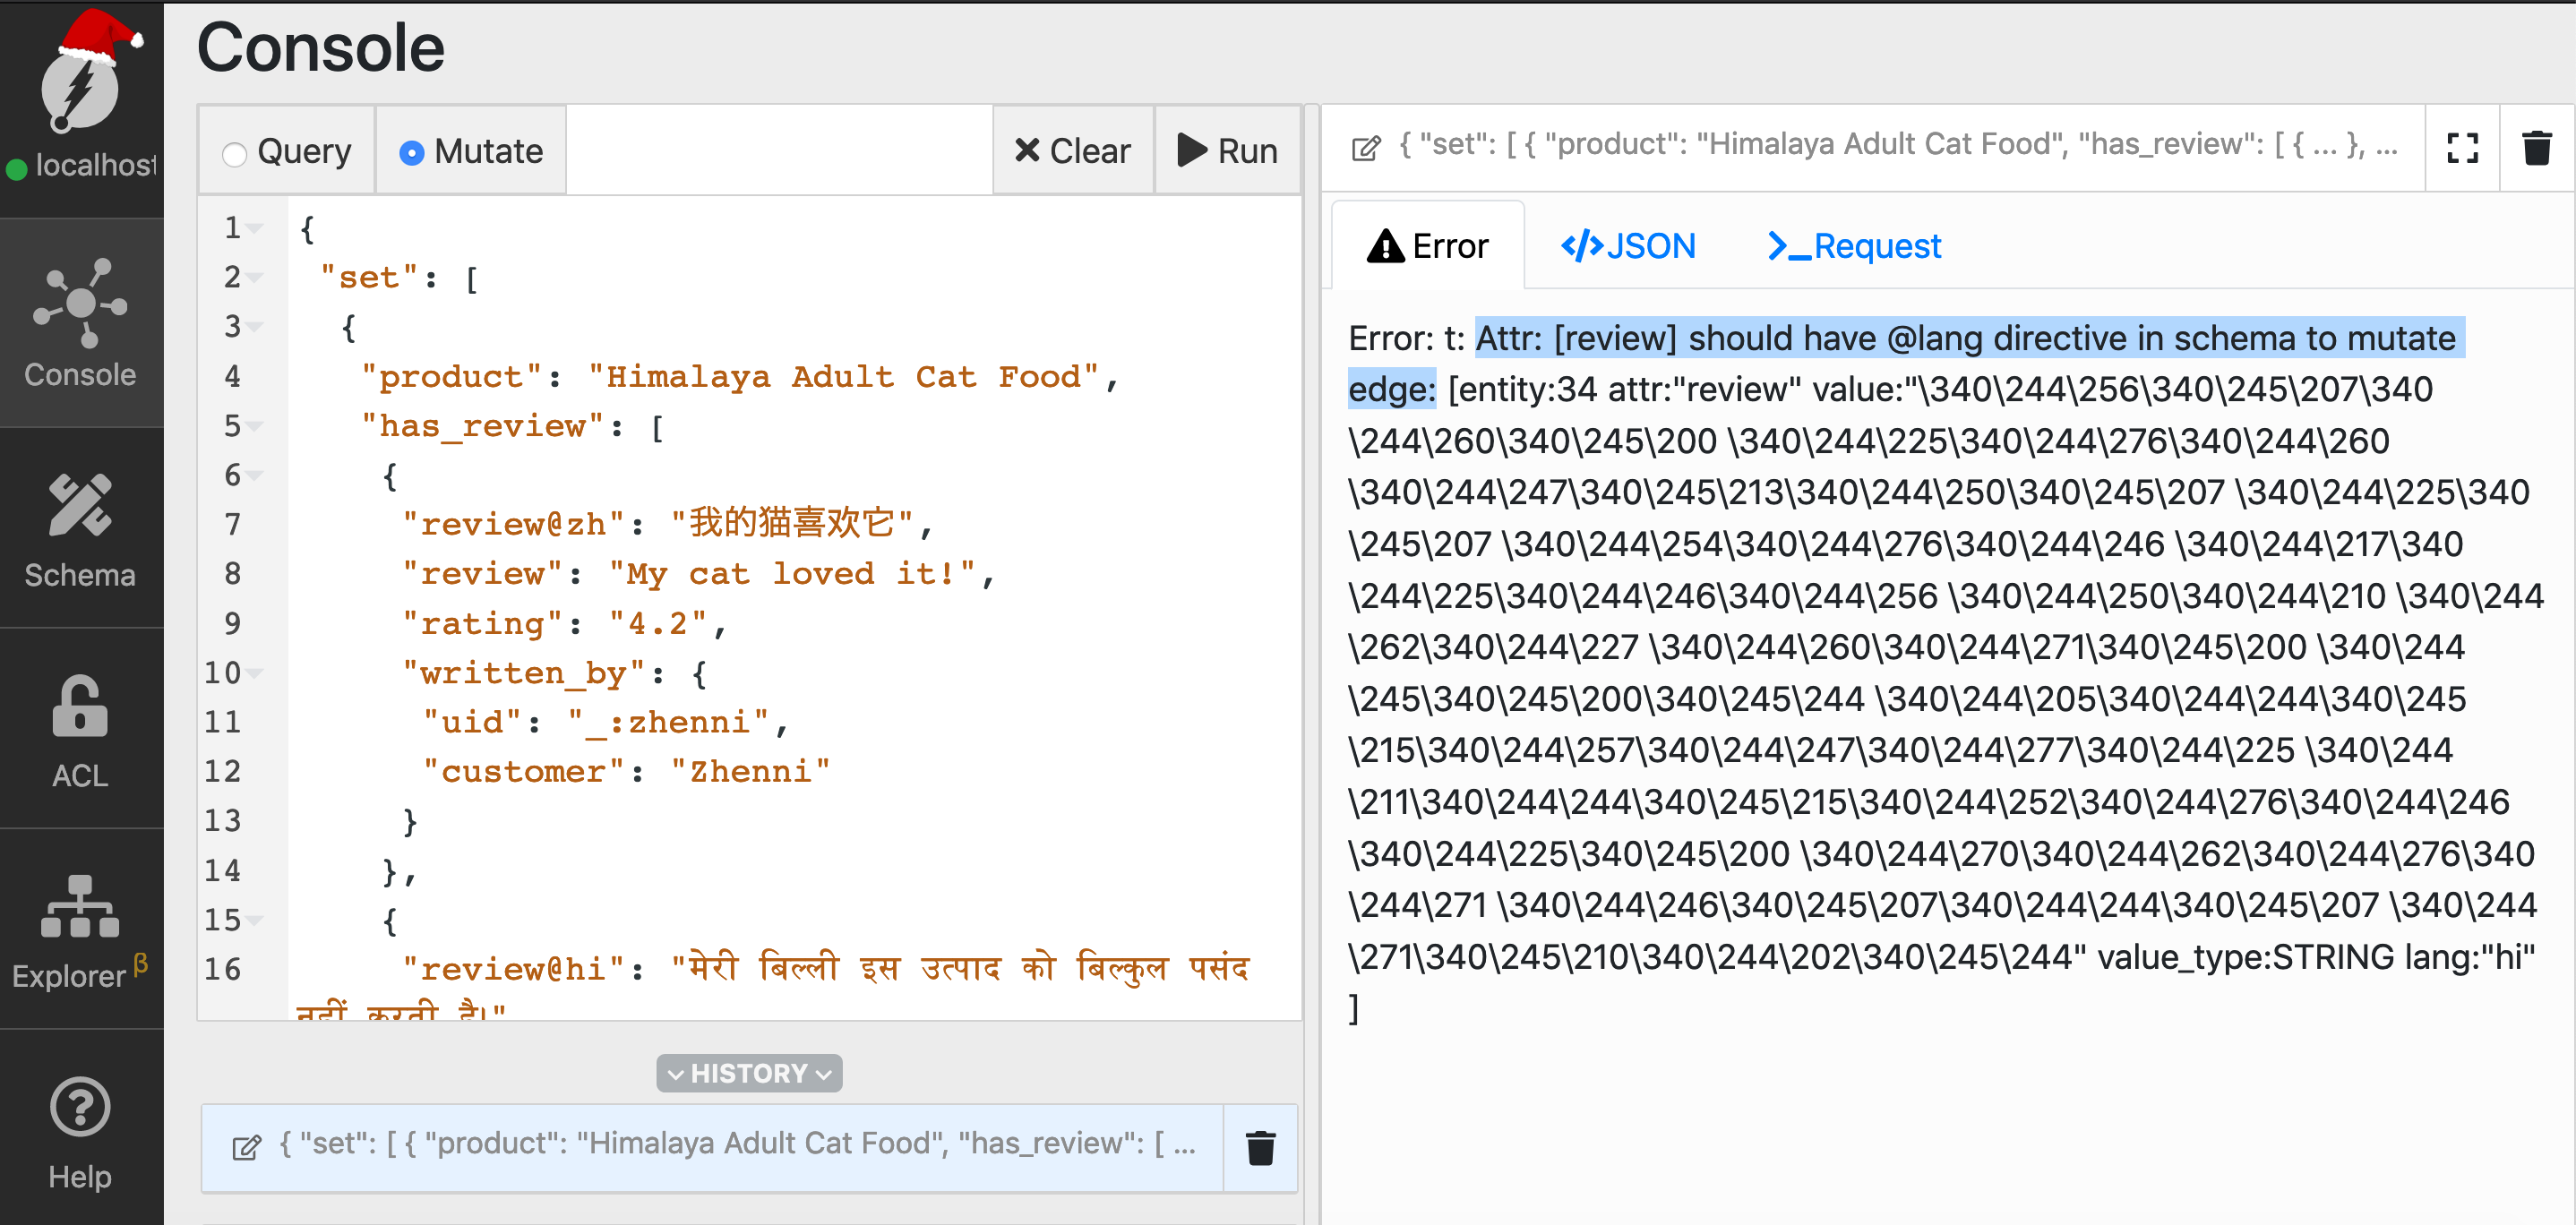 Console
localhost
Console
Schema
ACL
Explorer β
Help
Query
Mutate
Clear
Run
1 {
2 "set": [
3 {
4 "product": "Himalaya Adult Cat Food",
5 "has_review": [
6 {
7 "review@zh": "我的猫喜欢它",
8 "review": "My cat loved it!",
9 "rating": "4.2",
10 "written_by": {
11 "uid": "_:zhenni",
12 "customer": "Zhenni"
13 }
14 },
15 {
16 "review@hi": "मेरी बिल्ली इस उत्पाद को बिल्कुल पसंद
नहीं करती है।"
HISTORY
{ "set": [ { "product": "Himalaya Adult Cat Food", "has_review": [ ...
{ "set": [ { "product": "Himalaya Adult Cat Food", "has_review": [ { ... }, ...
Error
</>JSON
>_Request
Error: t: Attr: [review] should have @lang directive in schema to mutate
edge: [entity:34 attr:"review" value:"\340\244\256\340\245\207\340
\244\260\340\245\200 \340\244\225\340\244\276\340\244\260
\340\244\247\340\245\213\340\244\250\340\245\207 \340\244\225\340
\245\207 \340\244\254\340\244\276\340\244\246 \340\244\217\340
\244\225\340\244\246\340\244\256 \340\244\250\340\244\210 \340\244
\262\340\244\227 \340\244\260\340\244\271\340\245\200 \340\244
\245\340\245\200\340\245\244 \340\244\205\340\244\244\340\245
\215\340\244\257\340\244\247\340\244\277\340\244\225 \340\244
\211\340\244\244\340\245\215\340\244\252\340\244\276\340\244\246
\340\244\225\340\245\200 \340\244\270\340\244\262\340\244\276\340
\244\271 \340\244\246\340\245\207\340\244\244\340\245\207 \340\244
\271\340\245\210\340\244\202\340\245\244" value_type:STRING lang:"hi"
]